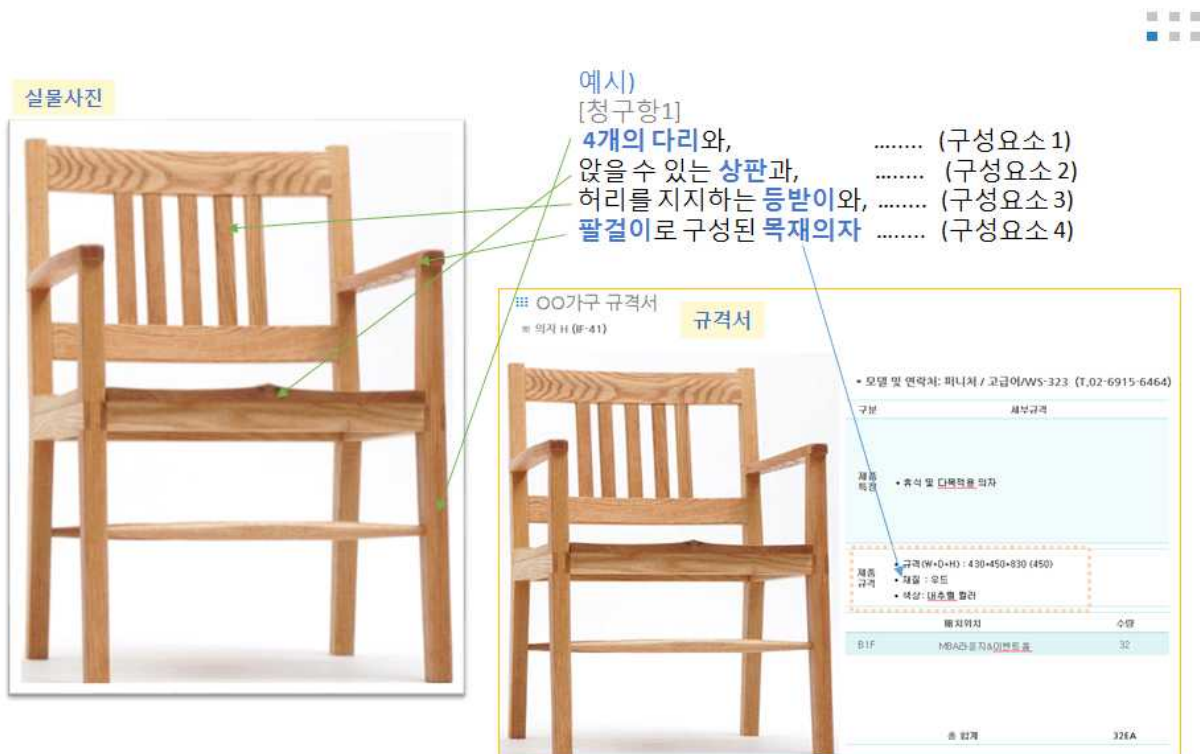 실물사진
예시)
[청구항1]
4개의 다리와, ........ (구성요소 1)
앉을 수 있는 상판과, ........ (구성요소 2)
허리를 지지하는 등받이와, ........ (구성요소 3)
팔걸이로 구성된 목재의자 ........ (구성요소 4)
OO가구 규격서
규격서
의자 H (IF-41)
• 모델 및 연락처: 퍼니처 / 고급어/WS-323 (T.02-6915-6464)
구분 세부규격
제품 특징 • 휴식 및 다목적용 의자
제품 규격
• 규격(W*D*H) : 430*450*830 (450)
• 재질 : 우드
• 색상: 내추럴 컬러
배치위치 수량
B1F MBA라운지&이벤트홀 32
총 합계 32EA